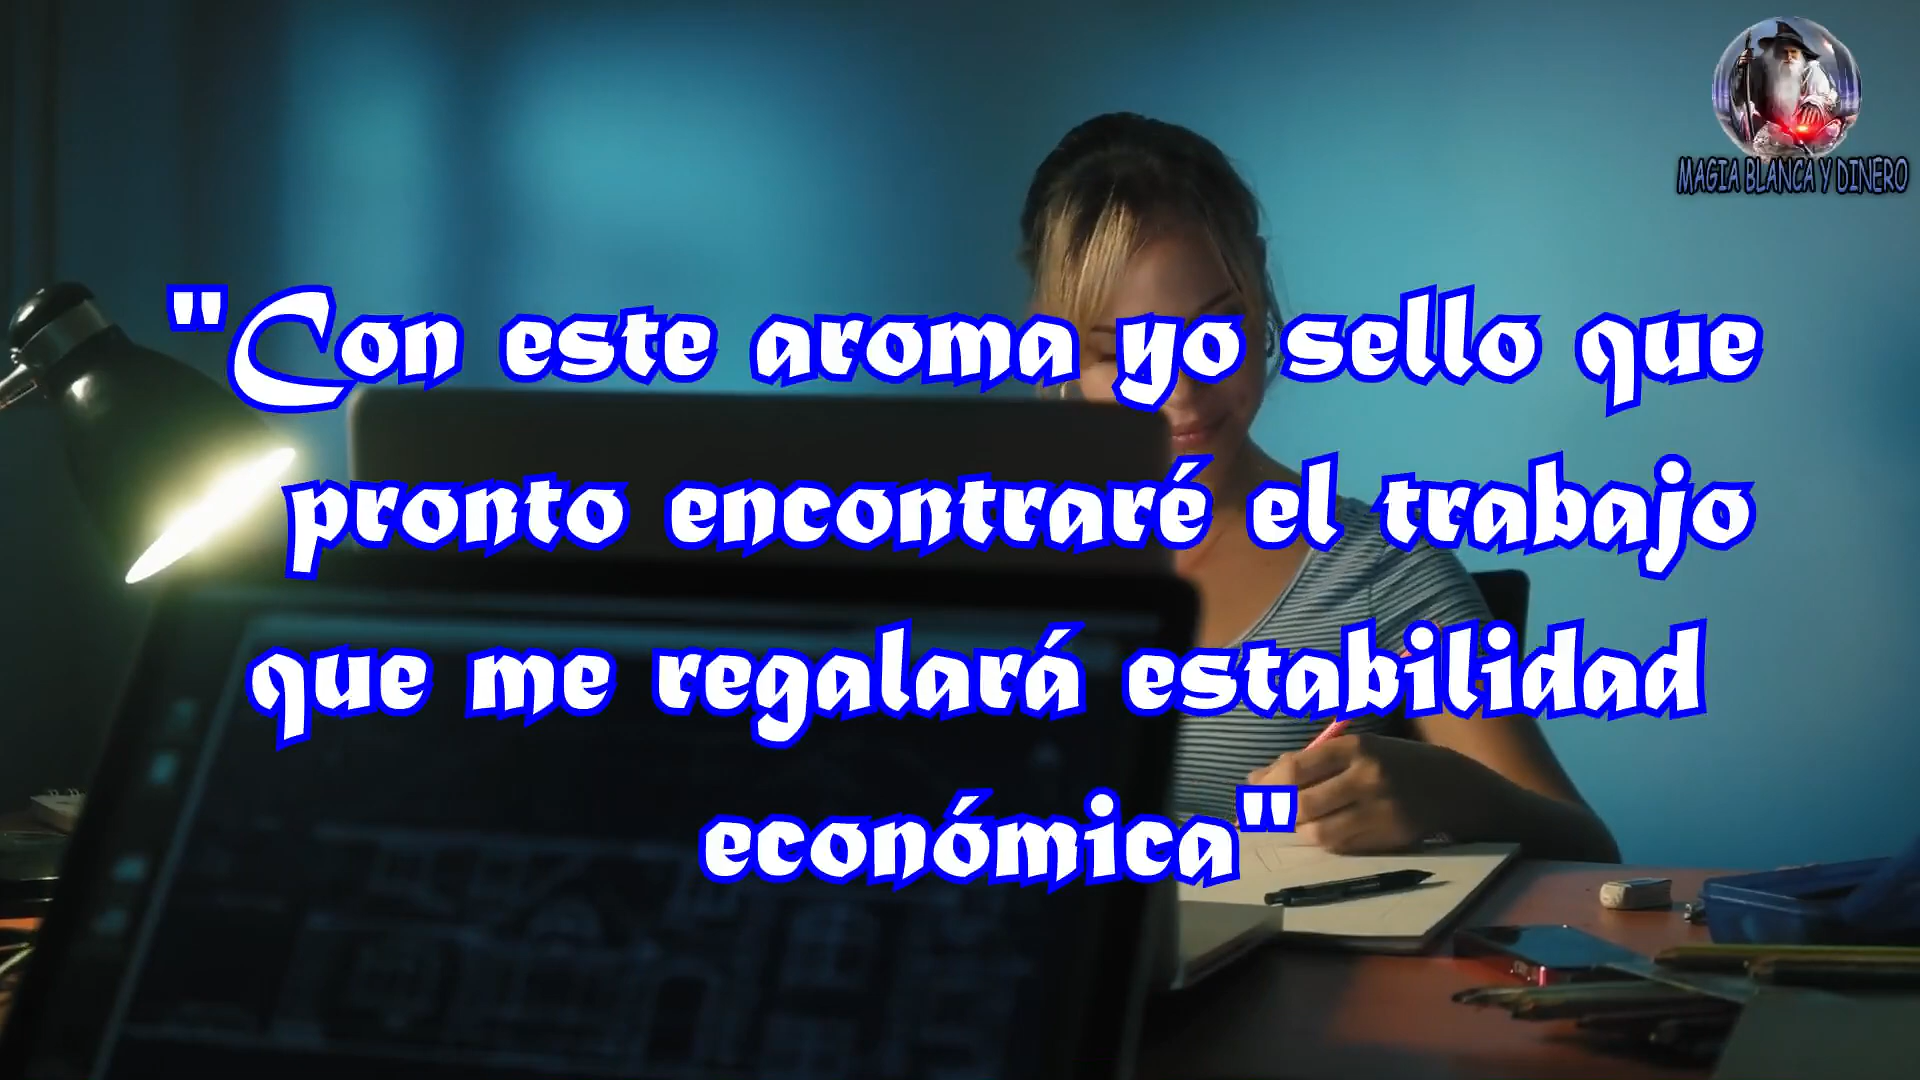 MAGIA BLANCA Y DINERO
"Con este aroma yo sello que
pronto encontraré el trabajo
que me regalará estabilidad
económica"